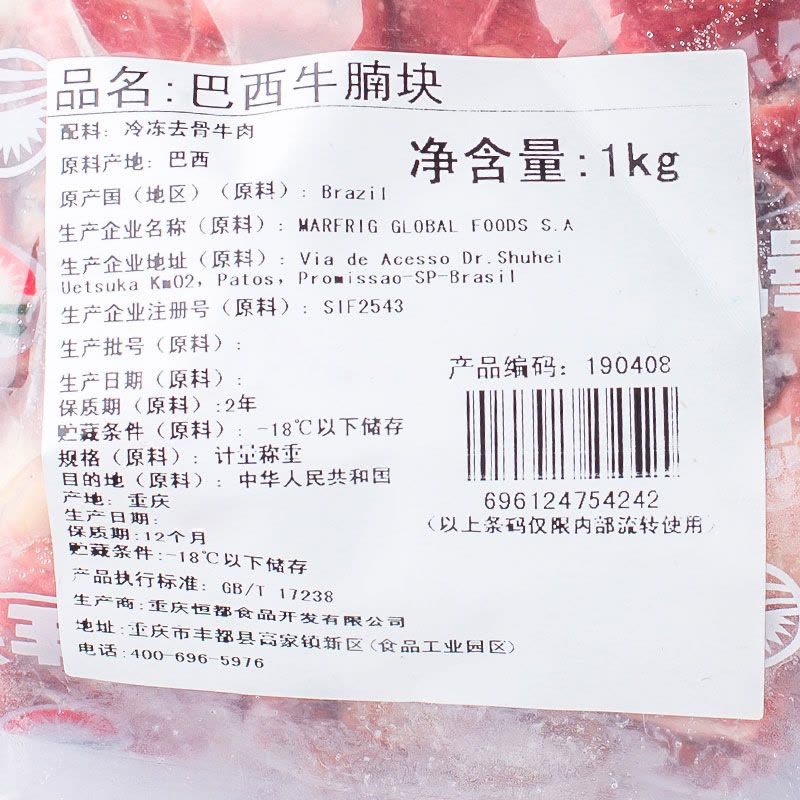 品名:巴西牛腩块
配料: 冷冻去骨牛肉
净含量:1kg
原料产地: 巴西
原产国（地区）（原料）: Brazil
生产企业名称（原料）: MARFRIG GLOBAL FOODS S.A
生产企业地址（原料）: Via de Acesso Dr.Shuhei
Uetsuka Km02, Patos, Promissao-SP-Brasil
生产企业注册号（原料）: SIF2543
生产批号（原料）:
生产日期（原料）:
保质期（原料）:2年
贮藏条件（原料）: -18℃以下储存
规格（原料）: 计量称重
目的地（原料）: 中华人民共和国
产地: 重庆
生产日期:
保质期:12个月
贮藏条件:-18℃以下储存
产品执行标准: GB/T 17238
生产商:重庆恒都食品开发有限公司
地址:重庆市丰都县高家镇新区(食品工业园区)
电话:400-696-5976
产品编码: 190408
696124754242
(以上条码仅限内部流转使用)